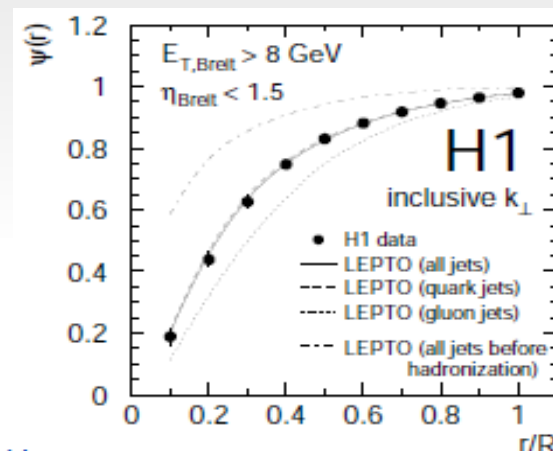 ψ(r)
1.2
1
0.8
0.6
0.4
0.2
0
E_T,Breit > 8 GeV
η_Breit < 1.5
H1
inclusive k⊥
H1 data
LEPTO (all jets)
LEPTO (quark jets)
LEPTO (gluon jets)
LEPTO (all jets before
hadronization)
0 0.2 0.4 0.6 0.8 1
r/R